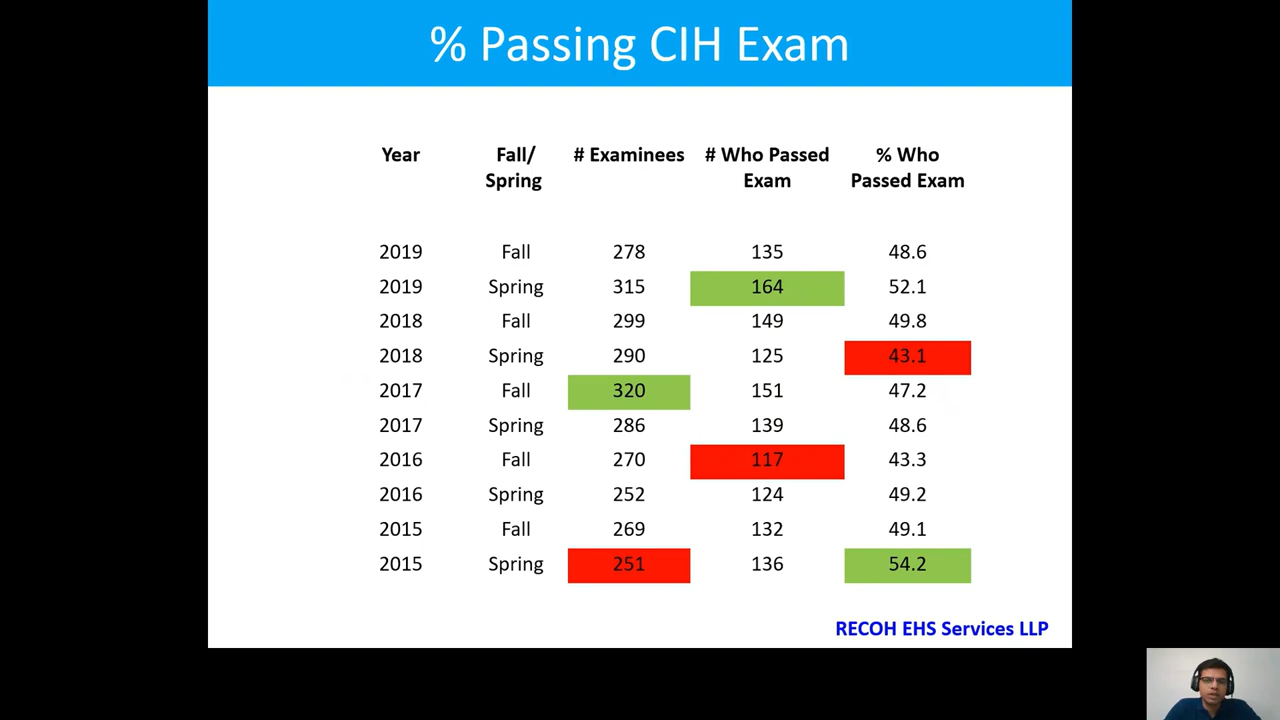 % Passing CIH Exam
Year Fall/ # Examinees # Who Passed % Who
Spring Exam Passed Exam
2019 Fall 278 135 48.6
2019 Spring 315 164 52.1
2018 Fall 299 149 49.8
2018 Spring 290 125 43.1
2017 Fall 320 151 47.2
2017 Spring 286 139 48.6
2016 Fall 270 117 43.3
2016 Spring 252 124 49.2
2015 Fall 269 132 49.1
2015 Spring 251 136 54.2
RECOH EHS Services LLP